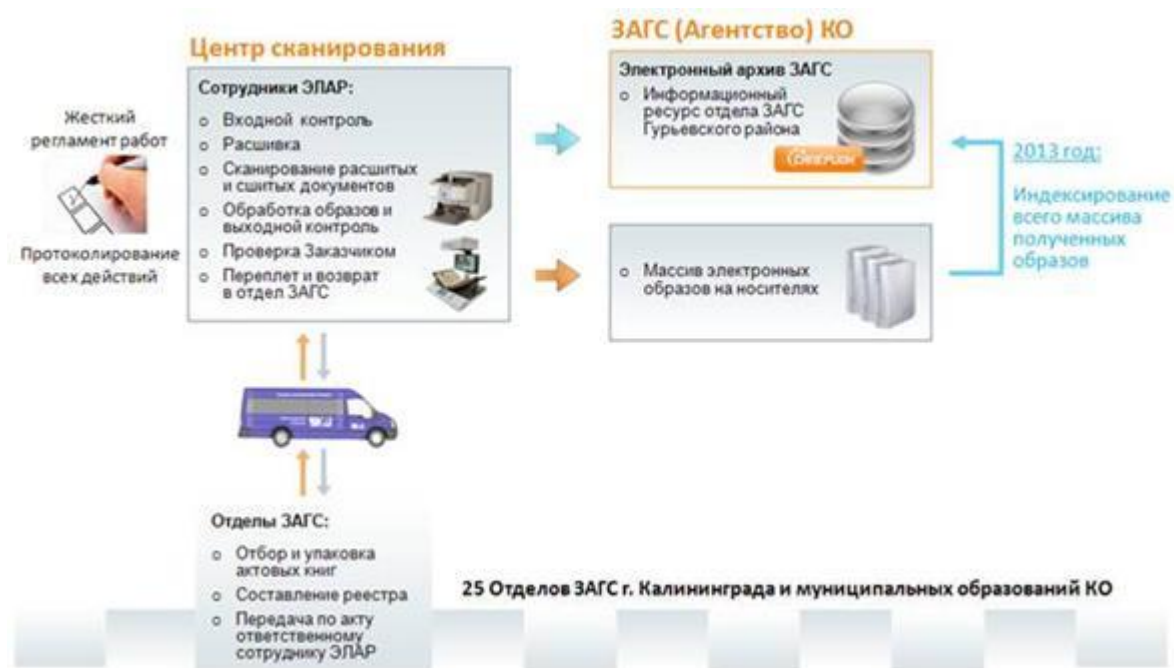 Центр сканирования
ЗАГС (Агентство) КО
Жесткий
регламент работ
Протоколирование
всех действий
Сотрудники ЭЛАР:
o Входной контроль
o Расшивка
o Сканирование расшитых
и сшитых документов
o Обработка образов и
выходной контроль
o Проверка Заказчиком
o Переплет и возврат
в отдел ЗАГС
Электронный архив ЗАГС
o Информационный
ресурс отдела ЗАГС
Гурьевского района
o Массив электронных
образов на носителях
2013 год:
Индексирование
всего массива
полученных
образов
Отделы ЗАГС:
o Отбор и упаковка
актовых книг
o Составление реестра
o Передача по акту
ответственному
сотруднику ЭЛАР
25 Отделов ЗАГС г. Калининграда и муниципальных образований КО